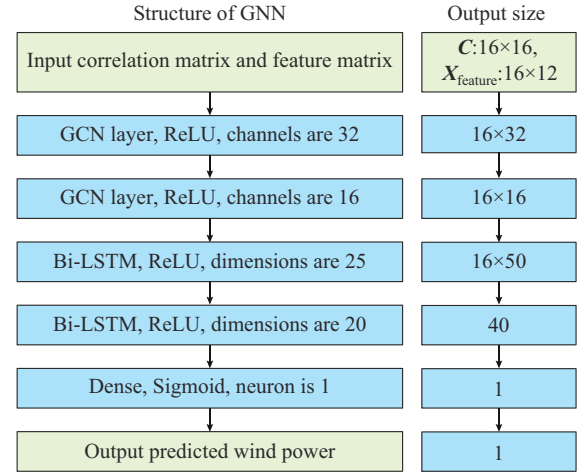 Structure of GNN
Output size
Input correlation matrix and feature matrix
C:16×16,
Xfeature:16×12
GCN layer, ReLU, channels are 32
16×32
GCN layer, ReLU, channels are 16
16×16
Bi-LSTM, ReLU, dimensions are 25
16×50
Bi-LSTM, ReLU, dimensions are 20
40
Dense, Sigmoid, neuron is 1
1
Output predicted wind power
1